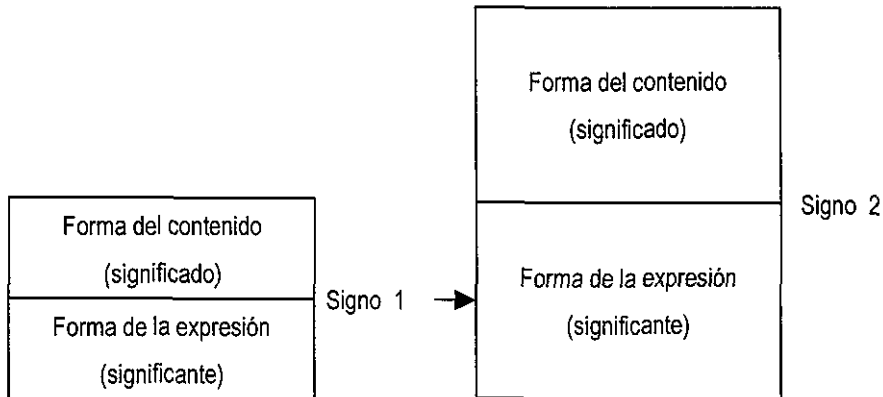 Forma del contenido
(significado)
Forma de la expresión
(significante)
Signo 1
Forma del contenido
(significado)
Forma de la expresión
(significante)
Signo 2